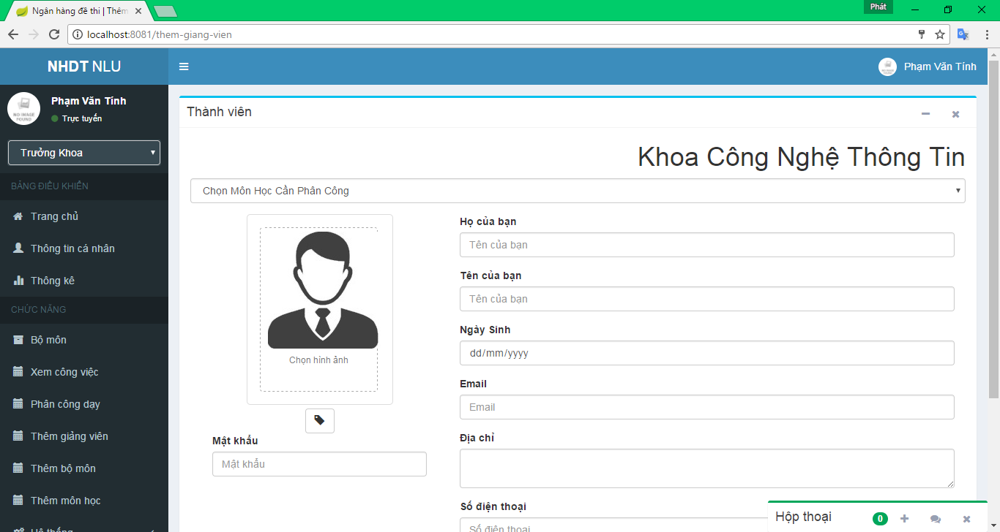 Ngân hàng đề thi | Thêm
Phát
localhost:8081/them-giang-vien
NHDT NLU
Phạm Văn Tính
Phạm Văn Tính
Trực tuyến
Trưởng Khoa
BẢNG ĐIỀU KHIỂN
Trang chủ
Thông tin cá nhân
Thống kê
CHỨC NĂNG
Bộ môn
Xem công việc
Phân công dạy
Thêm giảng viên
Thêm bộ môn
Thêm môn học
Hệ thống
Thành viên
Khoa Công Nghệ Thông Tin
Chọn Môn Học Cần Phân Công
NO IMAGE
FOUND
Chọn hình ảnh
Mật khẩu
Mật khẩu
Họ của bạn
Tên của bạn
Tên của bạn
Tên của bạn
Ngày Sinh
dd/mm/yyyy
Email
Email
Địa chỉ
Số điện thoại
Số điện thoại
Hộp thoại
0